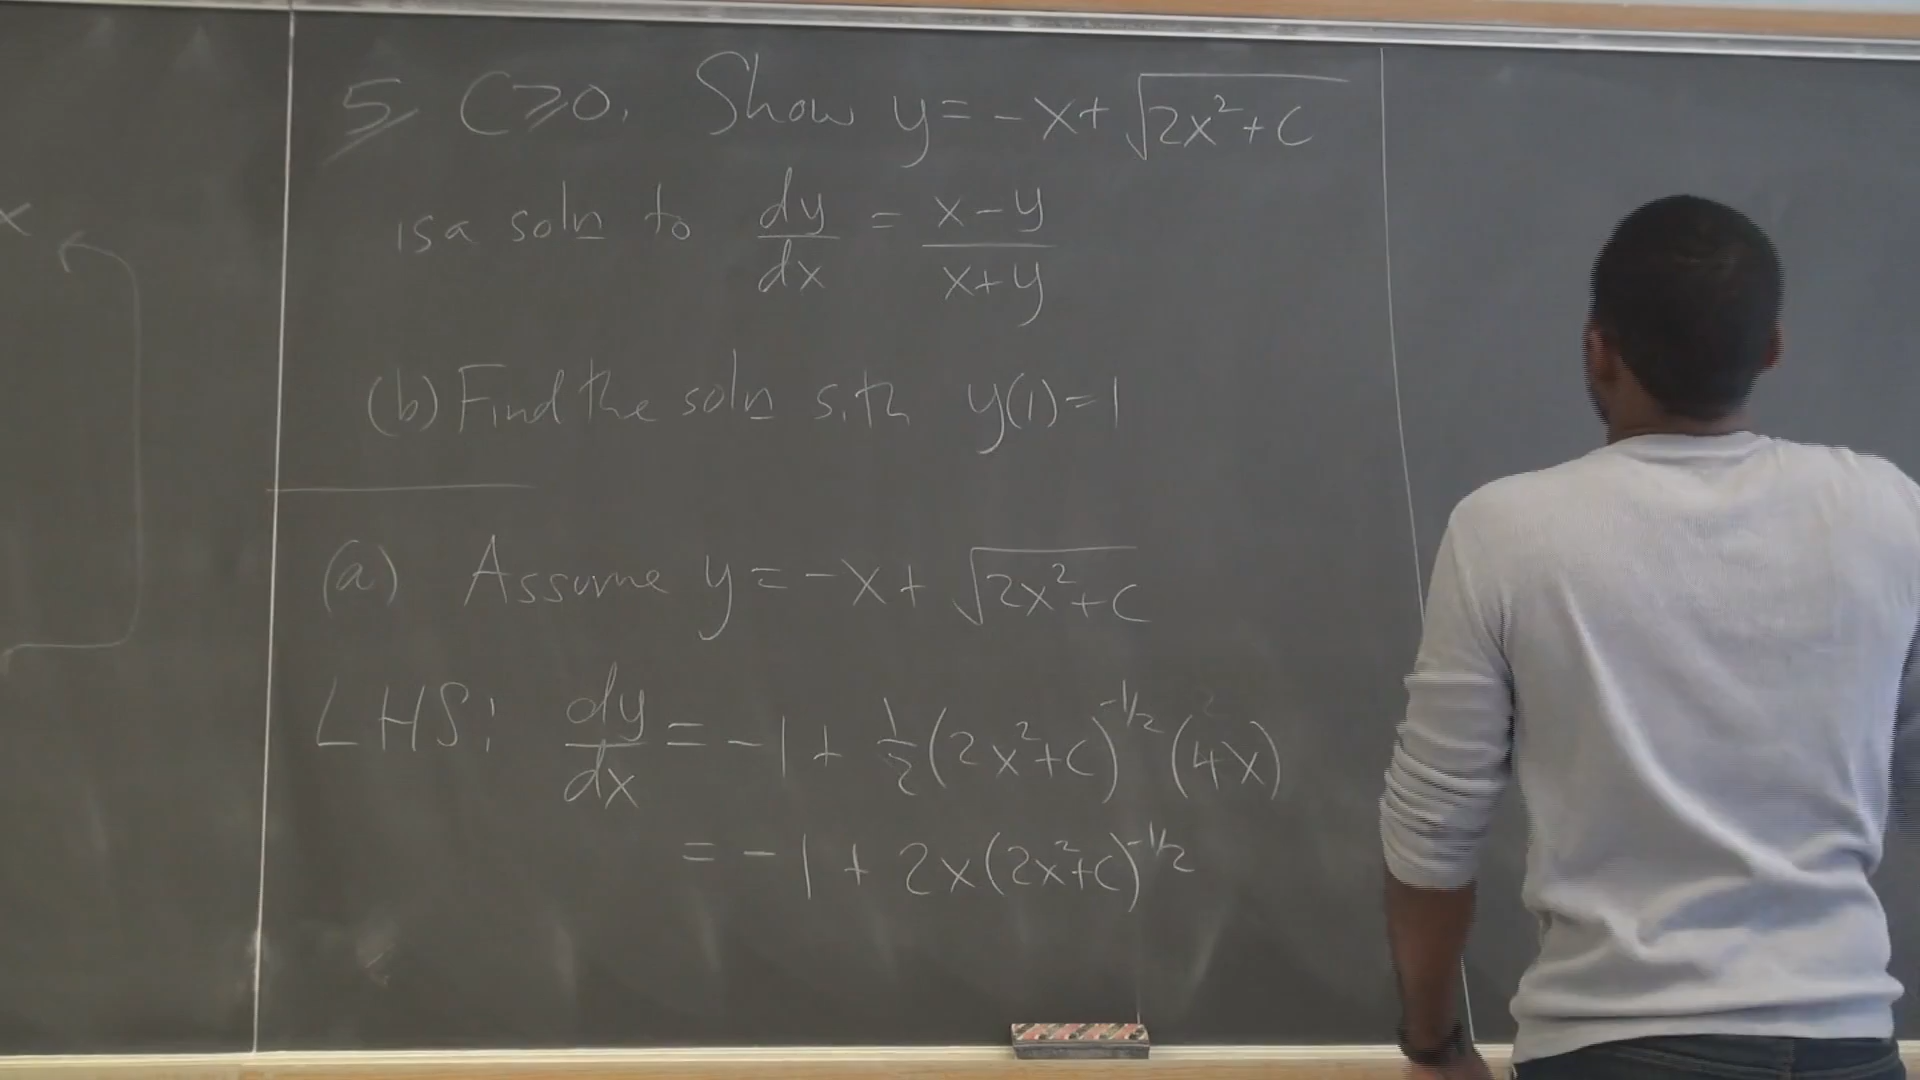 x
5 C≥0. Show y = -x + √(2x²+C)
is a soln to dy/dx = (x-y)/(x+y)
(b) Find the soln s.th y(1)=1
(a) Assume y = -x + √(2x²+C)
LHS: dy/dx = -1 + 1/2(2x²+C)^(-1/2) (4x)
= -1 + 2x(2x²+C)^(-1/2)